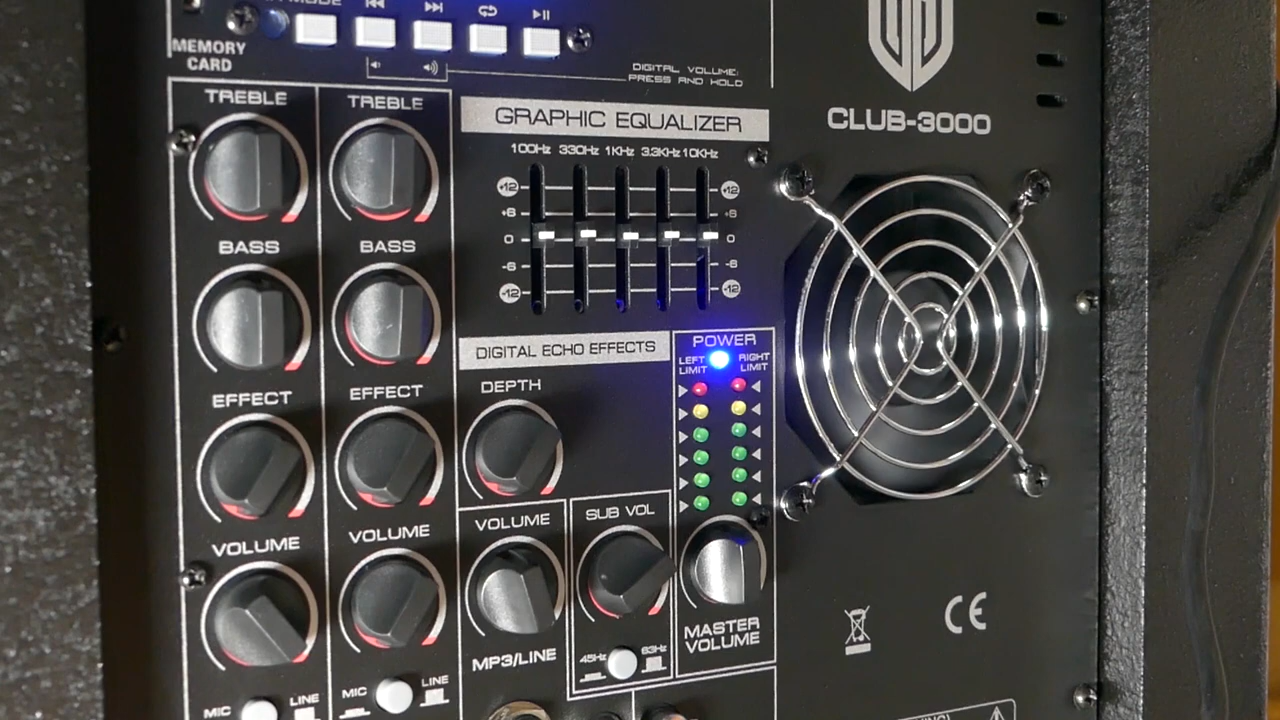 MODE
MEMORY
CARD
DIGITAL VOLUME:
PRESS AND HOLD
TREBLE
TREBLE
BASS
BASS
EFFECT
EFFECT
VOLUME
VOLUME
MIC
LINE
MIC
LINE
GRAPHIC EQUALIZER
100Hz 330Hz 1KHz 3.3KHz 10KHz
+12
+12
+6
+6
0
0
-6
-6
-12
-12
DIGITAL ECHO EFFECTS
DEPTH
VOLUME
MP3/LINE
SUB VOL
45Hz
63Hz
POWER
LEFT
LIMIT
RIGHT
LIMIT
MASTER
VOLUME
CLUB-3000
CE